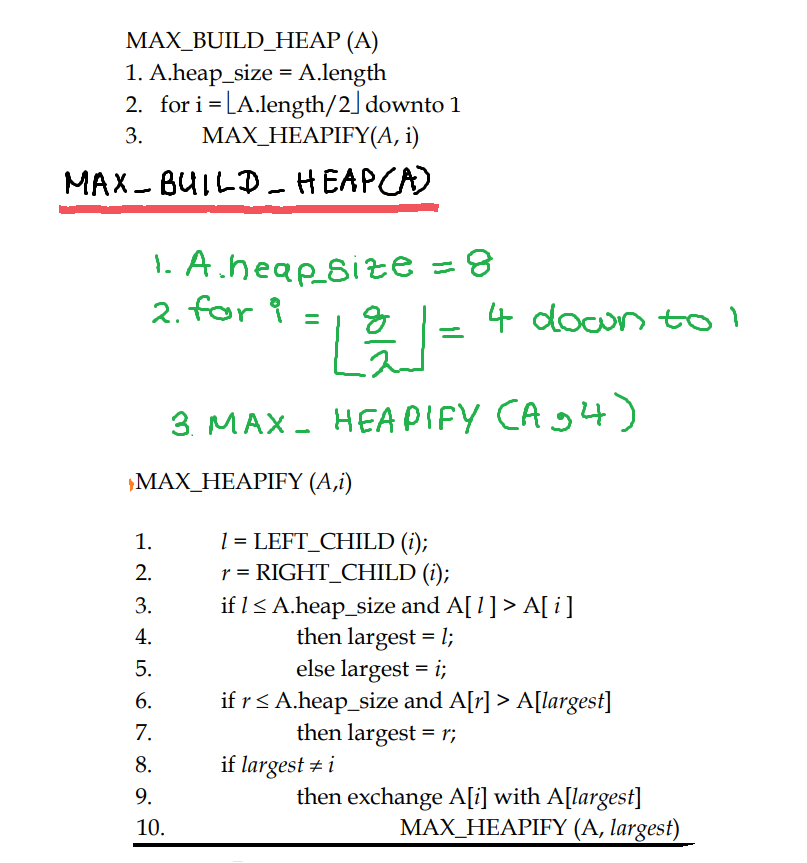 MAX_BUILD_HEAP (A)
1. A.heap_size = A.length
2. for i = ⌊A.length/2⌋ downto 1
3. MAX_HEAPIFY(A, i)
MAX_BUILD_HEAP(A)
1. A.heap_size = 8
2. for i = ⌊8/2⌋ = 4 down to 1
3. MAX_HEAPIFY (A,4)
MAX_HEAPIFY (A,i)
1. l = LEFT_CHILD (i);
2. r = RIGHT_CHILD (i);
3. if l ≤ A.heap_size and A[ l ] > A[ i ]
4. then largest = l;
5. else largest = i;
6. if r ≤ A.heap_size and A[r] > A[largest]
7. then largest = r;
8. if largest ≠ i
9. then exchange A[i] with A[largest]
10. MAX_HEAPIFY (A, largest)